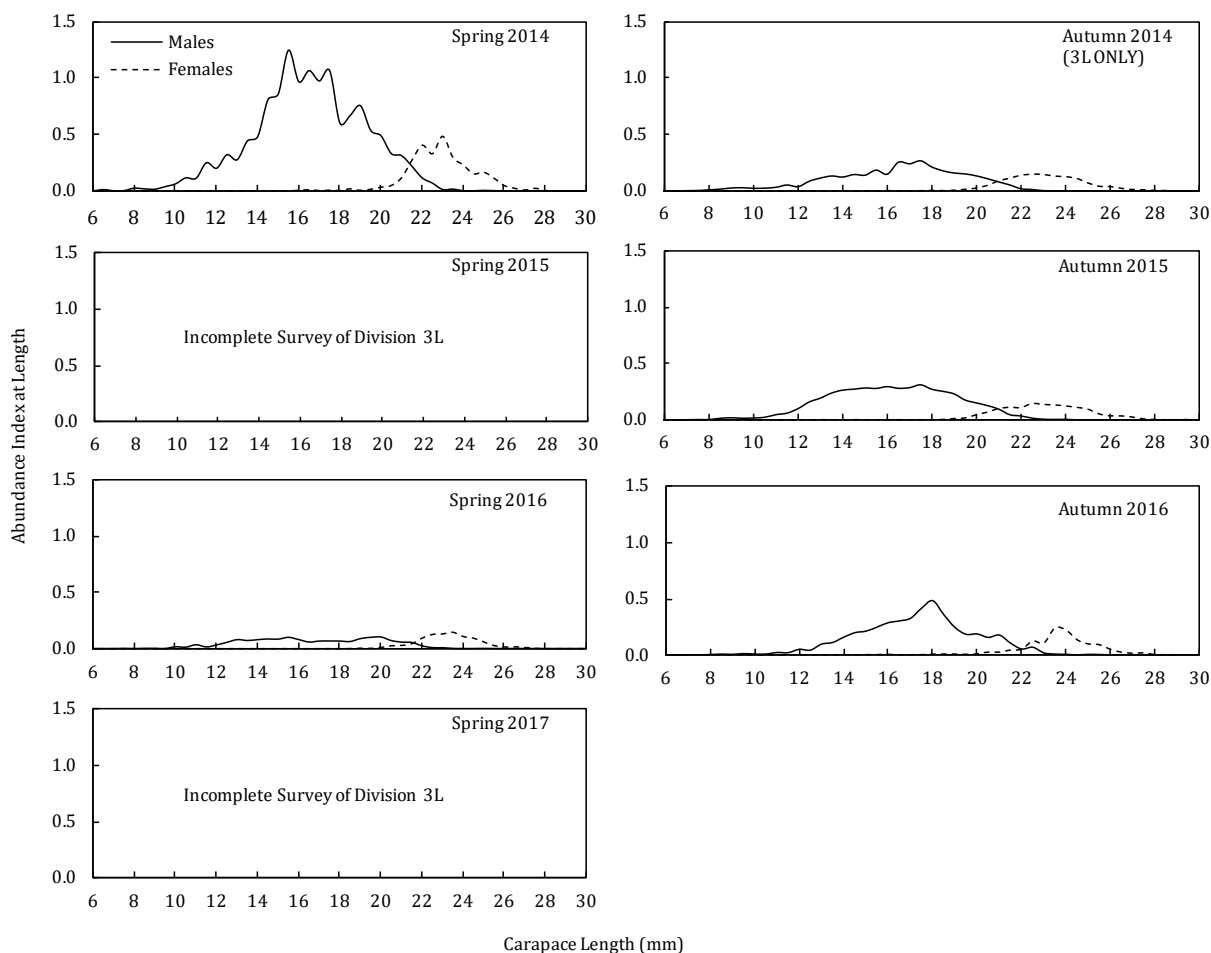 Abundance Index at Length
1.5
1.0
0.5
0.0
Males
Females
Spring 2014
6 8 10 12 14 16 18 20 22 24 26 28 30
1.5
1.0
0.5
0.0
Autumn 2014
(3L ONLY)
6 8 10 12 14 16 18 20 22 24 26 28 30
1.5
1.0
0.5
0.0
Spring 2015
Incomplete Survey of Division 3L
6 8 10 12 14 16 18 20 22 24 26 28 30
1.5
1.0
0.5
0.0
Autumn 2015
6 8 10 12 14 16 18 20 22 24 26 28 30
1.5
1.0
0.5
0.0
Spring 2016
6 8 10 12 14 16 18 20 22 24 26 28 30
1.5
1.0
0.5
0.0
Autumn 2016
6 8 10 12 14 16 18 20 22 24 26 28 30
1.5
1.0
0.5
0.0
Spring 2017
Incomplete Survey of Division 3L
6 8 10 12 14 16 18 20 22 24 26 28 30
Carapace Length (mm)